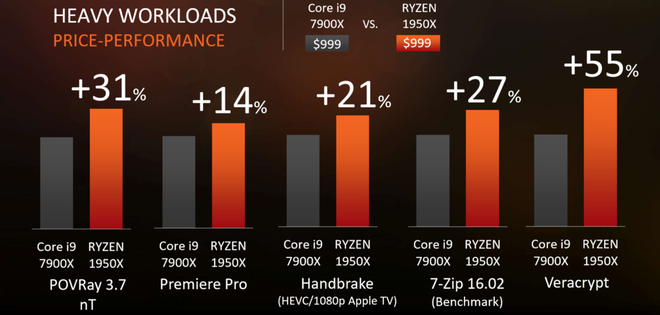 HEAVY WORKLOADS
PRICE-PERFORMANCE
Core i9
7900X
$999
VS.
RYZEN
1950X
$999
+31%
+14%
+21%
+27%
+55%
Core i9
7900X
RYZEN
1950X
POVRay 3.7
nT
Core i9
7900X
RYZEN
1950X
Premiere Pro
Core i9
7900X
RYZEN
1950X
Handbrake
(HEVC/1080p Apple TV)
Core i9
7900X
RYZEN
1950X
7-Zip 16.02
(Benchmark)
Core i9
7900X
RYZEN
1950X
Veracrypt